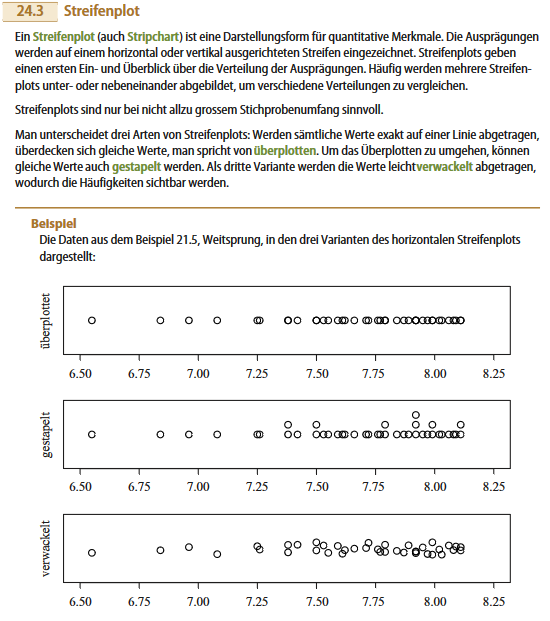 24.3 Streifenplot
Ein Streifenplot (auch Stripchart) ist eine Darstellungsform für quantitative Merkmale. Die Ausprägungen
werden auf einem horizontal oder vertikal ausgerichteten Streifen eingezeichnet. Streifenplots geben
einen ersten Ein- und Überblick über die Verteilung der Ausprägungen. Häufig werden mehrere Streifen-
plots unter- oder nebeneinander abgebildet, um verschiedene Verteilungen zu vergleichen.
Streifenplots sind nur bei nicht allzu grossem Stichprobenumfang sinnvoll.
Man unterscheidet drei Arten von Streifenplots: Werden sämtliche Werte exakt auf einer Linie abgetragen,
überdecken sich gleiche Werte, man spricht von überplotten. Um das Überplotten zu umgehen, können
gleiche Werte auch gestapelt werden. Als dritte Variante werden die Werte leicht verwackelt abgetragen,
wodurch die Häufigkeiten sichtbar werden.
Beispiel
Die Daten aus dem Beispiel 21.5, Weitsprung, in den drei Varianten des horizontalen Streifenplots
dargestellt:
überplottet
6.50 6.75 7.00 7.25 7.50 7.75 8.00 8.25
gestapelt
6.50 6.75 7.00 7.25 7.50 7.75 8.00 8.25
verwackelt
6.50 6.75 7.00 7.25 7.50 7.75 8.00 8.25